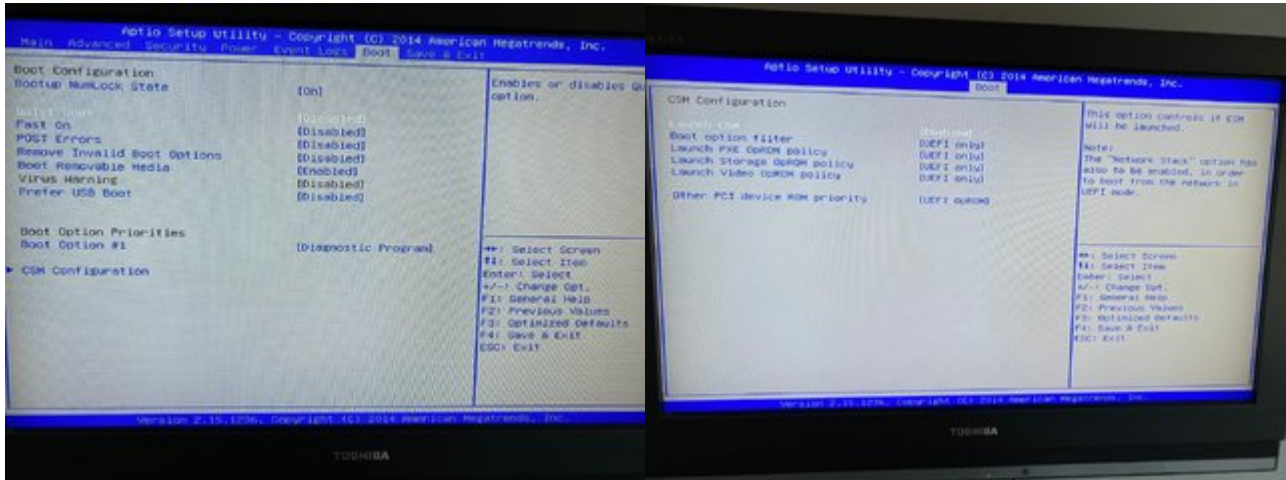 Aptio Setup Utility - Copyright (C) 2014 American Megatrends, Inc.
Main Advanced Security Power Event Logs Boot Save & Exit
Boot Configuration
Bootup NumLock State [On]
Quiet Boot [Disabled]
Fast On [Disabled]
POST Errors [Disabled]
Remove Invalid Boot Options [Disabled]
Boot Removable Media [Enabled]
Virus Warning [Disabled]
Prefer USB Boot [Disabled]
Boot Option Priorities
Boot Option #1 [Diagnostic Program]
CSM Configuration
Enables or disables Qu
option.
: Select Screen
: Select Item
Enter: Select
+/-: Change Opt.
F1: General Help
F2: Previous Values
F3: Optimized Defaults
F4: Save & Exit
ESC: Exit
Version 2.15.1236. Copyright (C) 2014 American Megatrends, Inc.
TOSHIBA
Aptio Setup Utility - Copyright (C) 2014 American Megatrends, Inc.
Boot
CSM Configuration
Launch CSM
Boot option filter [UEFI only]
Launch PXE OpROM policy [UEFI only]
Launch Storage OpROM policy [UEFI only]
Launch Video OpROM policy [UEFI only]
Other PCI device ROM priority [UEFI OpROM]
This option controls if CSM
will be launched.
Note:
The "Network Stack" option has
also to be enabled, in order
to boot from the network in
UEFI mode.
: Select Screen
: Select Item
Enter: Select
+/-: Change Opt.
F1: General Help
F2: Previous Values
F3: Optimized Defaults
F4: Save & Exit
ESC: Exit
Version 2.15.1236. Copyright (C) 2014 American Megatrends, Inc.
TOSHIBA